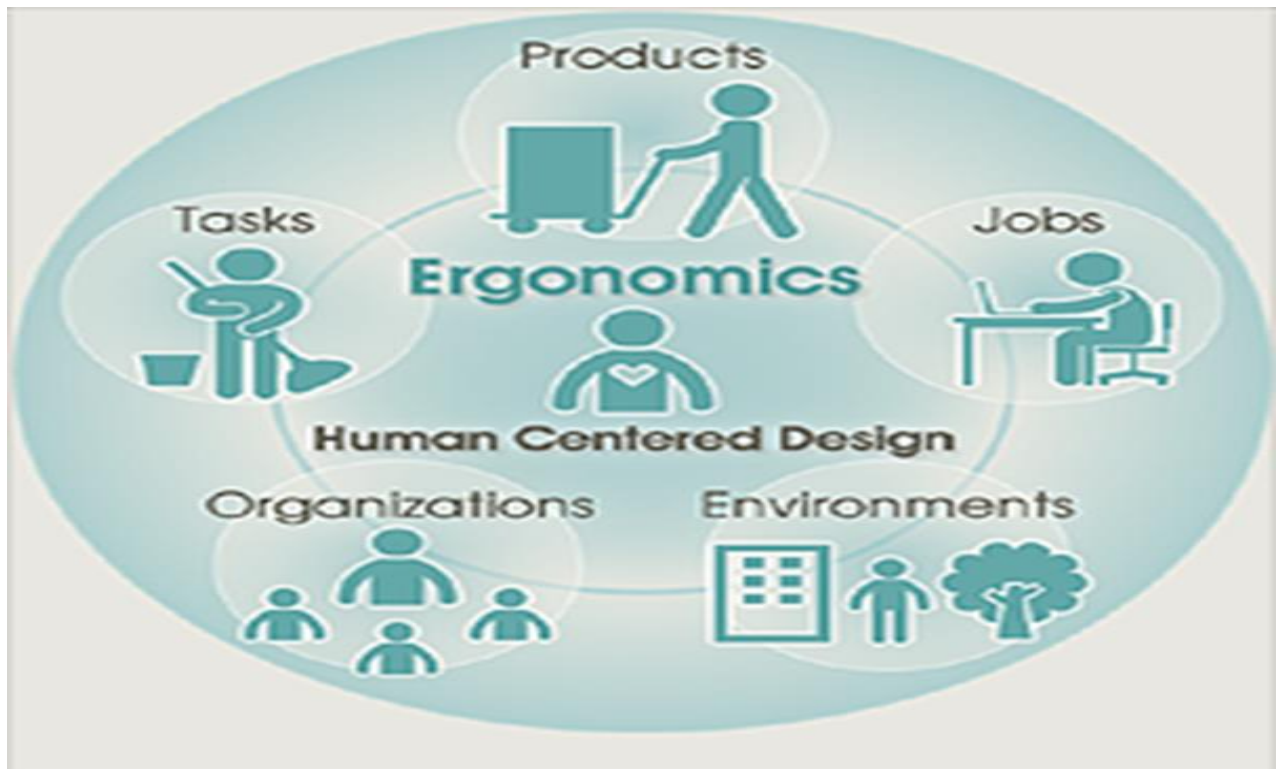 Products
Tasks
Jobs
Ergonomics
Human Centered Design
Organizations
Environments